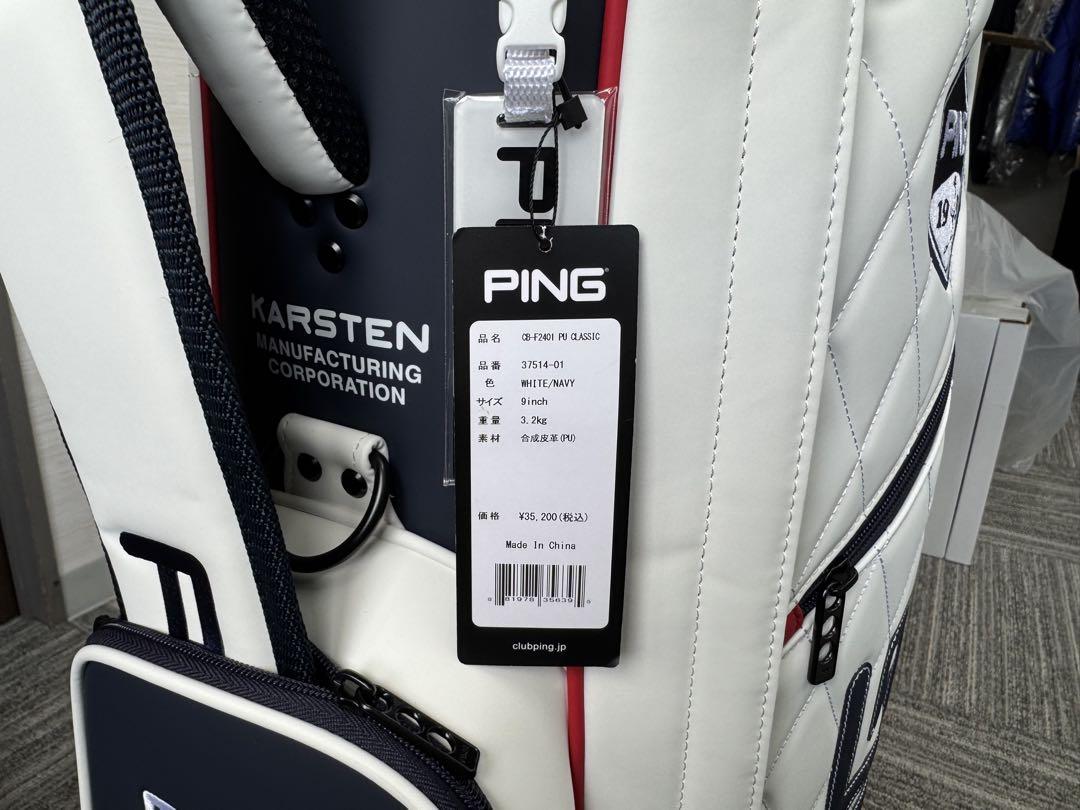 KARSTEN
MANUFACTURING
CORPORATION
PING
品名 CB-F2401 PU CLASSIC
品番 37514-01
色 WHITE/NAVY
サイズ 9inch
重量 3.2kg
素材 合成皮革(PU)
価格 ¥35,200(税込)
Made In China
clubping.jp
PING
19